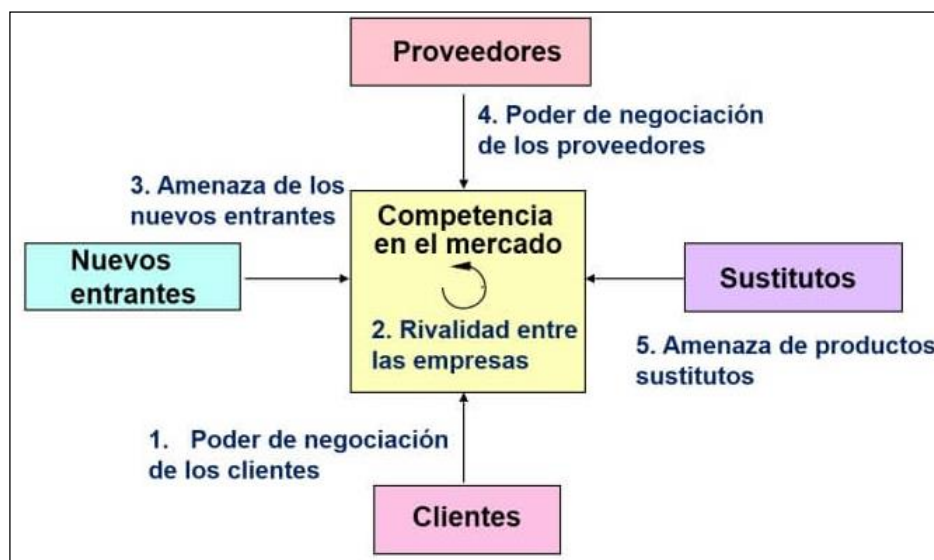 Proveedores
4. Poder de negociación
de los proveedores
3. Amenaza de los
nuevos entrantes
Competencia
en el mercado
Nuevos
entrantes
Sustitutos
2. Rivalidad entre
las empresas
5. Amenaza de productos
sustitutos
1. Poder de negociación
de los clientes
Clientes